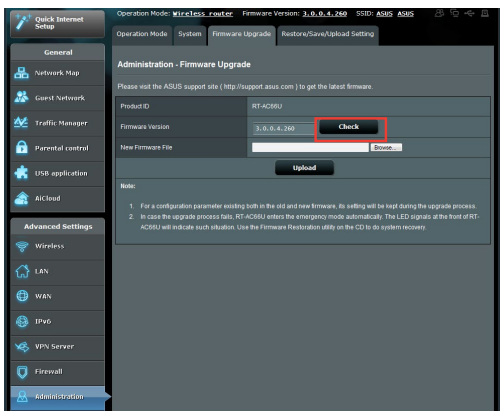 Quick Internet
Setup
Operation Mode: Wireless router Firmware Version: 3.0.0.4.260 SSID: ASUS ASUS
Operation Mode System Firmware Upgrade Restore/Save/Upload Setting
General
Network Map
Guest Network
Traffic Manager
Parental control
USB application
AiCloud
Advanced Settings
Wireless
LAN
WAN
IPv6
VPN Server
Firewall
Administration
Administration - Firmware Upgrade
Please visit the ASUS support site ( http://support.asus.com ) to get the latest firmware.
Product ID RT-AC66U
Firmware Version 3.0.0.4.260 Check
New Firmware File Browse...
Upload
Note:
1. For a configuration parameter existing both in the old and new firmware, its setting will be kept during the upgrade process.
2. In case the upgrade process fails, RT-AC66U enters the emergency mode automatically. The LED signals at the front of RT-
AC66U will indicate such situation. Use the Firmware Restoration utility on the CD to do system recovery.